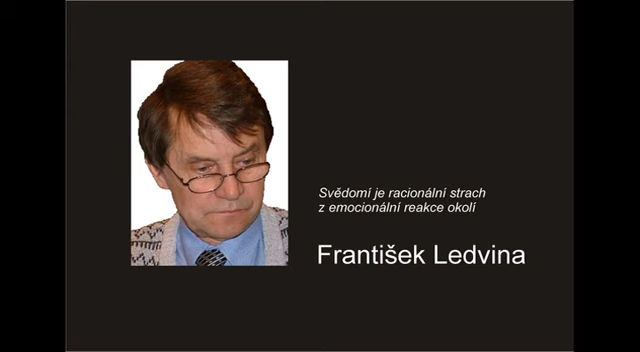 Svědomí je racionální strach
z emocionální reakce okolí
František Ledvina